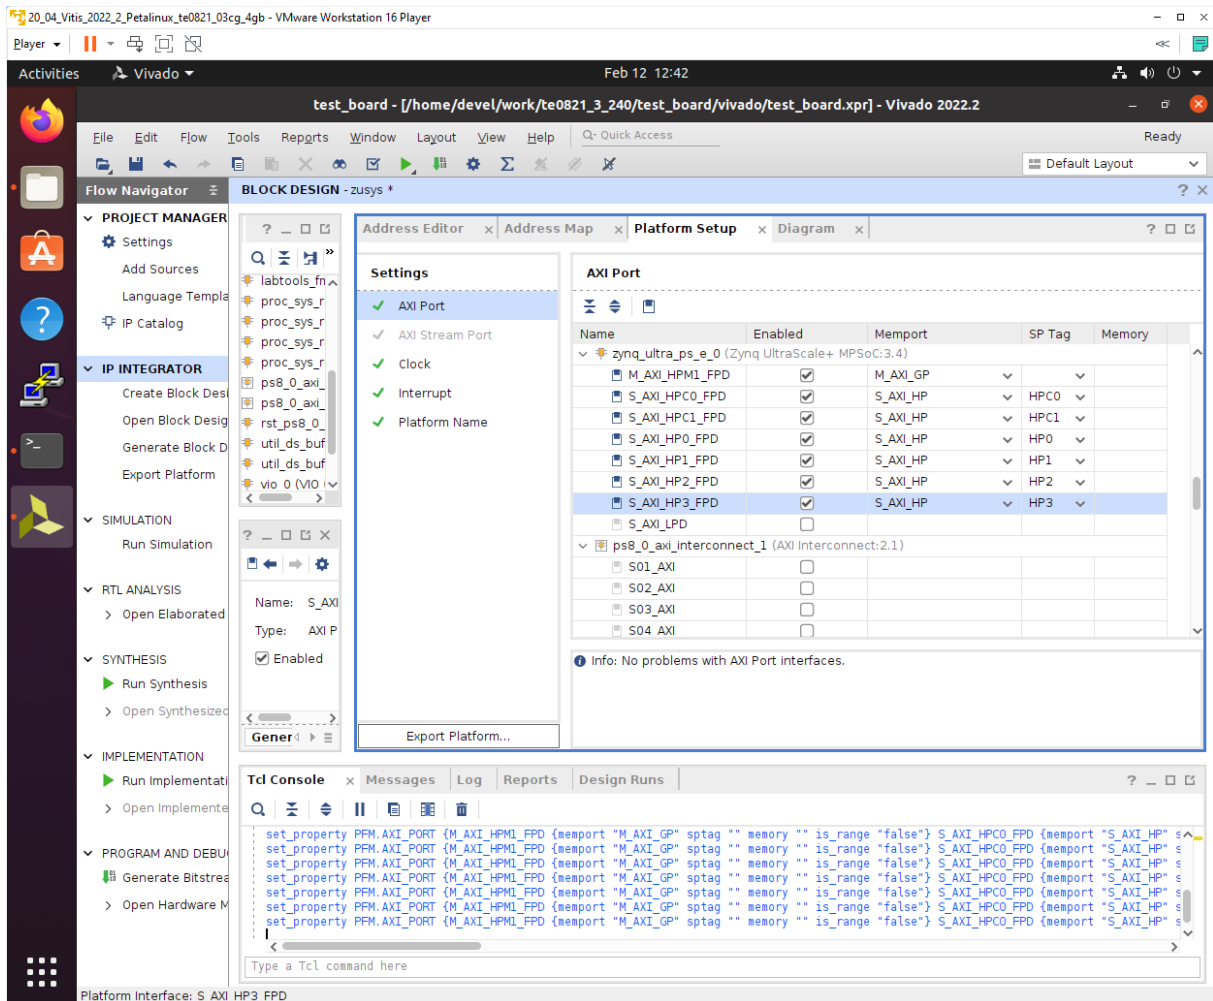 20_04_Vitis_2022_2_Petalinux_te0821_03cg_4gb - VMware Workstation 16 Player
Player
Activities Vivado Feb 12 12:42
test_board - [/home/devel/work/te0821_3_240/test_board/vivado/test_board.xpr] - Vivado 2022.2
File Edit Flow Tools Reports Window Layout View Help Q- Quick Access Ready
Default Layout
Flow Navigator
PROJECT MANAGER
Settings
Add Sources
Language Templa
IP Catalog
IP INTEGRATOR
Create Block Desi
Open Block Desig
Generate Block D
Export Platform
SIMULATION
Run Simulation
RTL ANALYSIS
Open Elaborated
SYNTHESIS
Run Synthesis
Open Synthesized
IMPLEMENTATION
Run Implementati
Open Implemente
PROGRAM AND DEBU
Generate Bitstrea
Open Hardware M
BLOCK DESIGN - zusys *
labtools_fn
proc_sys_r
proc_sys_r
proc_sys_r
proc_sys_r
ps8_0_axi_
ps8_0_axi_
rst_ps8_0_
util_ds_buf
util_ds_buf
vio_0 (VIO
Name: S_AXI
Type: AXI P
Enabled
Gener
Address Editor Address Map Platform Setup Diagram
Settings
AXI Port
AXI Stream Port
Clock
Interrupt
Platform Name
Export Platform...
AXI Port
Name Enabled Memport SP Tag Memory
zynq_ultra_ps_e_0 (Zynq UltraScale+ MPSoC:3.4)
M_AXI_HPM1_FPD M_AXI_GP
S_AXI_HPC0_FPD S_AXI_HP HPC0
S_AXI_HPC1_FPD S_AXI_HP HPC1
S_AXI_HP0_FPD S_AXI_HP HP0
S_AXI_HP1_FPD S_AXI_HP HP1
S_AXI_HP2_FPD S_AXI_HP HP2
S_AXI_HP3_FPD S_AXI_HP HP3
S_AXI_LPD
ps8_0_axi_interconnect_1 (AXI Interconnect:2.1)
S01_AXI
S02_AXI
S03_AXI
S04_AXI
Info: No problems with AXI Port interfaces.
Tcl Console Messages Log Reports Design Runs
set_property PFM.AXI_PORT {M_AXI_HPM1_FPD {memport "M_AXI_GP" sptag "" memory "" is_range "false"} S_AXI_HPC0_FPD {memport "S_AXI_HP" s
set_property PFM.AXI_PORT {M_AXI_HPM1_FPD {memport "M_AXI_GP" sptag "" memory "" is_range "false"} S_AXI_HPC0_FPD {memport "S_AXI_HP" s
set_property PFM.AXI_PORT {M_AXI_HPM1_FPD {memport "M_AXI_GP" sptag "" memory "" is_range "false"} S_AXI_HPC0_FPD {memport "S_AXI_HP" s
set_property PFM.AXI_PORT {M_AXI_HPM1_FPD {memport "M_AXI_GP" sptag "" memory "" is_range "false"} S_AXI_HPC0_FPD {memport "S_AXI_HP" s
set_property PFM.AXI_PORT {M_AXI_HPM1_FPD {memport "M_AXI_GP" sptag "" memory "" is_range "false"} S_AXI_HPC0_FPD {memport "S_AXI_HP" s
set_property PFM.AXI_PORT {M_AXI_HPM1_FPD {memport "M_AXI_GP" sptag "" memory "" is_range "false"} S_AXI_HPC0_FPD {memport "S_AXI_HP" s
set_property PFM.AXI_PORT {M_AXI_HPM1_FPD {memport "M_AXI_GP" sptag "" memory "" is_range "false"} S_AXI_HPC0_FPD {memport "S_AXI_HP" s
Type a Tcl command here
Platform Interface: S_AXI_HP3_FPD